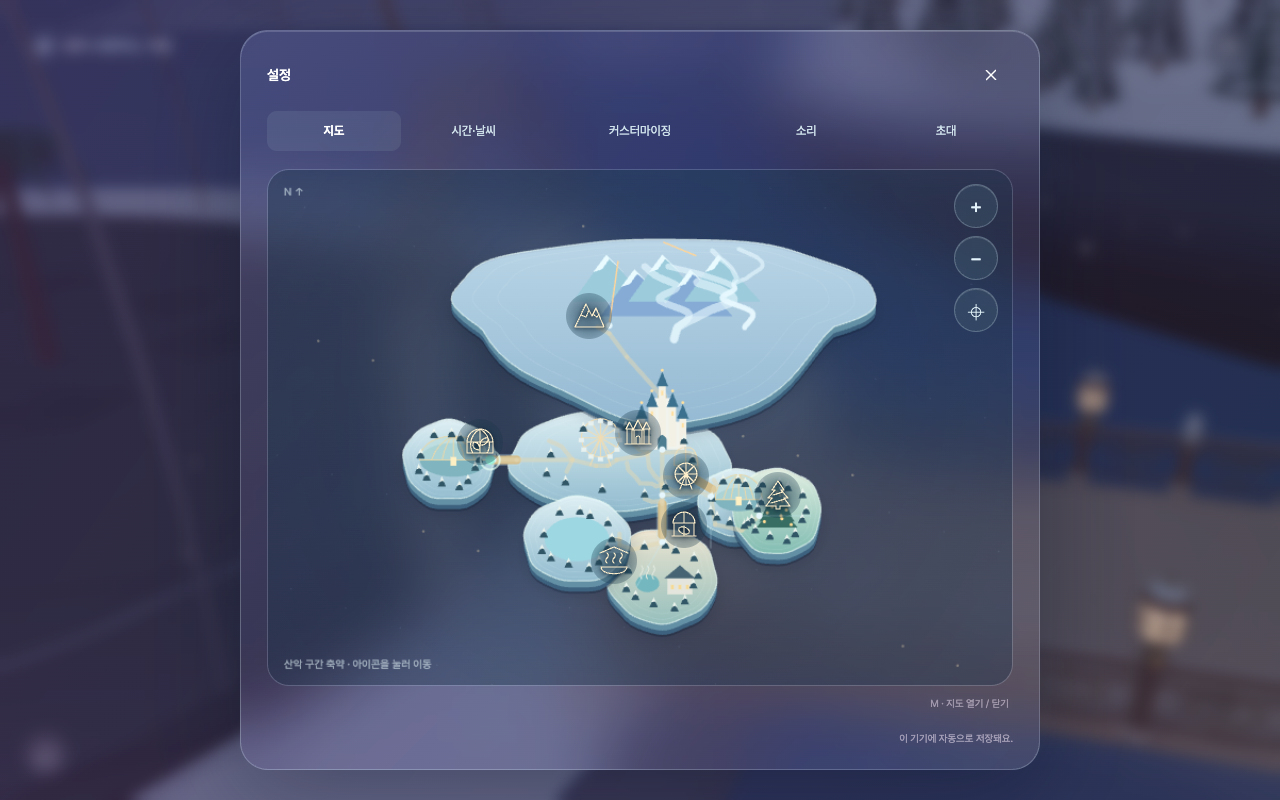 설정
지도
시간·날씨
커스터마이징
소리
초대
N ↑
+
−
산악 구간 축약 · 아이콘을 눌러 이동
M · 지도 열기 / 닫기
이 기기에 자동으로 저장돼요.